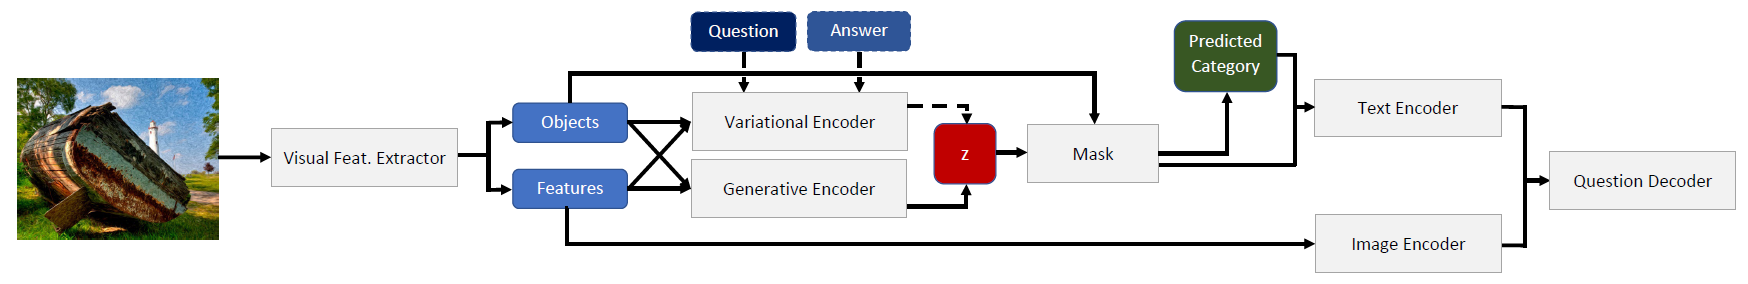 Question
Answer
Predicted
Category
Objects
Variational Encoder
Text Encoder
Visual Feat. Extractor
z
Mask
Features
Generative Encoder
Question Decoder
Image Encoder